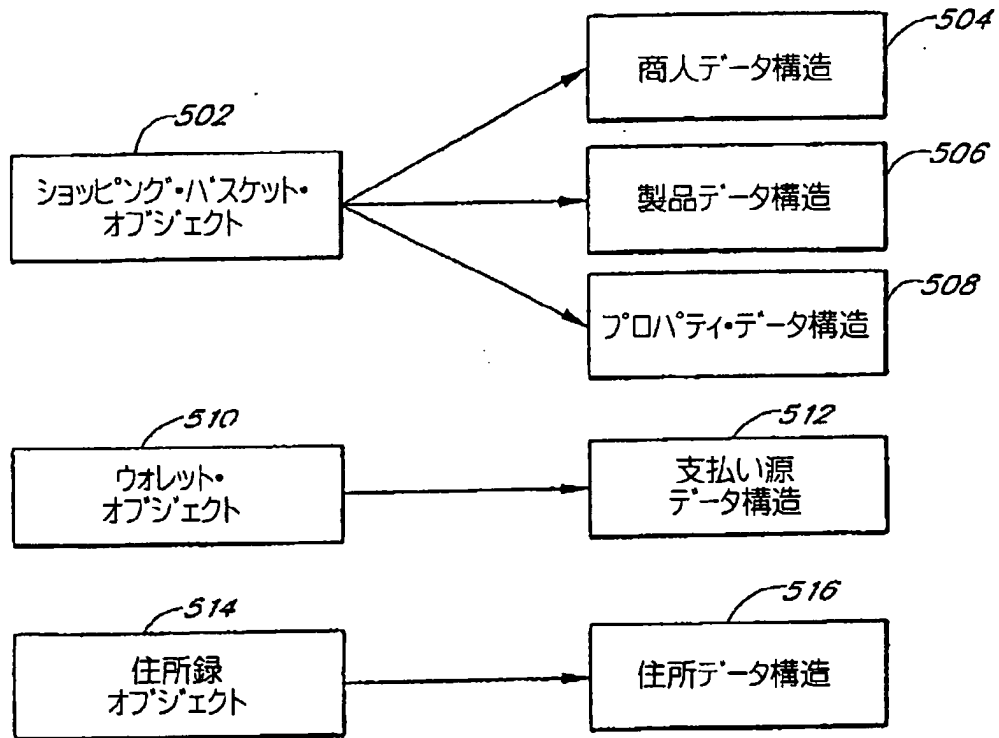 504
商人データ構造
502
ショッピング・バスケット・
オブジェクト
506
製品データ構造
508
プロパティ・データ構造
510
ウォレット・
オブジェクト
512
支払い源
データ構造
514
住所録
オブジェクト
516
住所データ構造